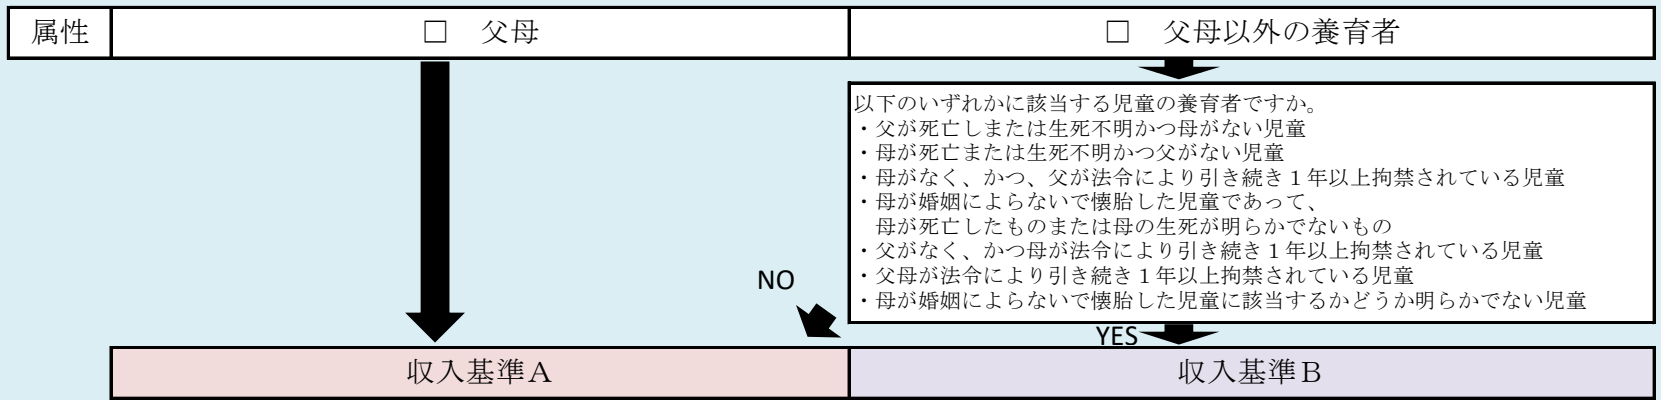 属性
□　父母
□　父母以外の養育者
以下のいずれかに該当する児童の養育者ですか。
・父が死亡しまたは生死不明かつ母がない児童
・母が死亡または生死不明かつ父がない児童
・母がなく、かつ、父が法令により引き続き１年以上拘禁されている児童
・母が婚姻によらないで懐胎した児童であって、
　母が死亡したものまたは母の生死が明らかでないもの
・父がなく、かつ母が法令により引き続き１年以上拘禁されている児童
・父母が法令により引き続き１年以上拘禁されている児童
・母が婚姻によらないで懐胎した児童に該当するかどうか明らかでない児童
NO
YES
収入基準Ａ
収入基準Ｂ